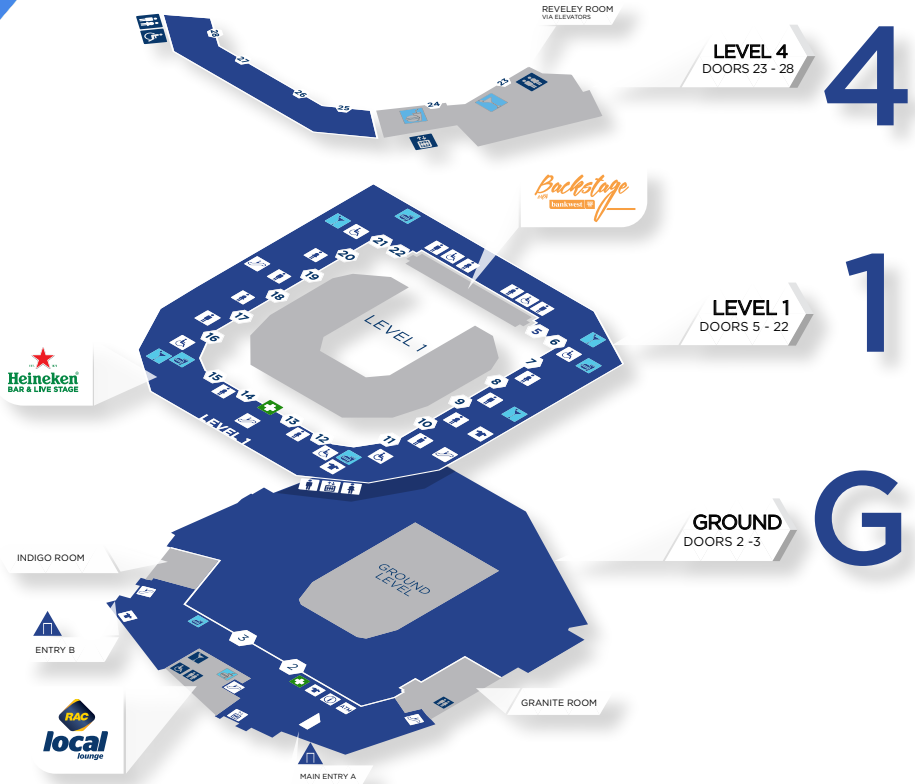 REVELEY ROOM
VIA ELEVATORS
LEVEL 4
DOORS 23 - 28
4
28
27
26
25
24
23
Backstage
WITH
bankwest
LEVEL 1
DOORS 5 - 22
1
21
22
20
19
18
17
16
15
14
13
12
11
10
9
8
7
6
5
LEVEL 1
LEVEL 1
Heineken
BAR & LIVE STAGE
GROUND
DOORS 2 -3
G
GROUND
LEVEL
INDIGO ROOM
ENTRY B
3
2
ATM
RAC
local
lounge
GRANITE ROOM
MAIN ENTRY A